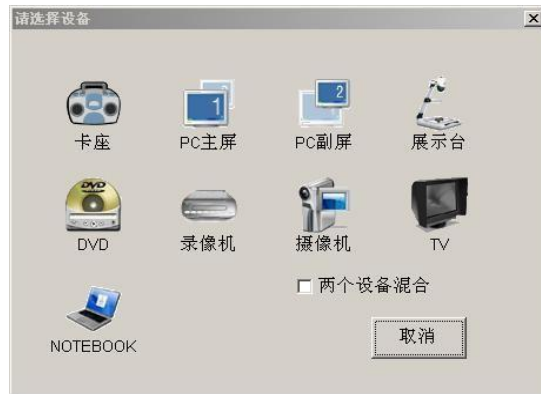 请选择设备
卡座
PC主屏
1
PC副屏
2
展示台
DVD
DVD
录像机
摄像机
TV
两个设备混合
NOTEBOOK
取消